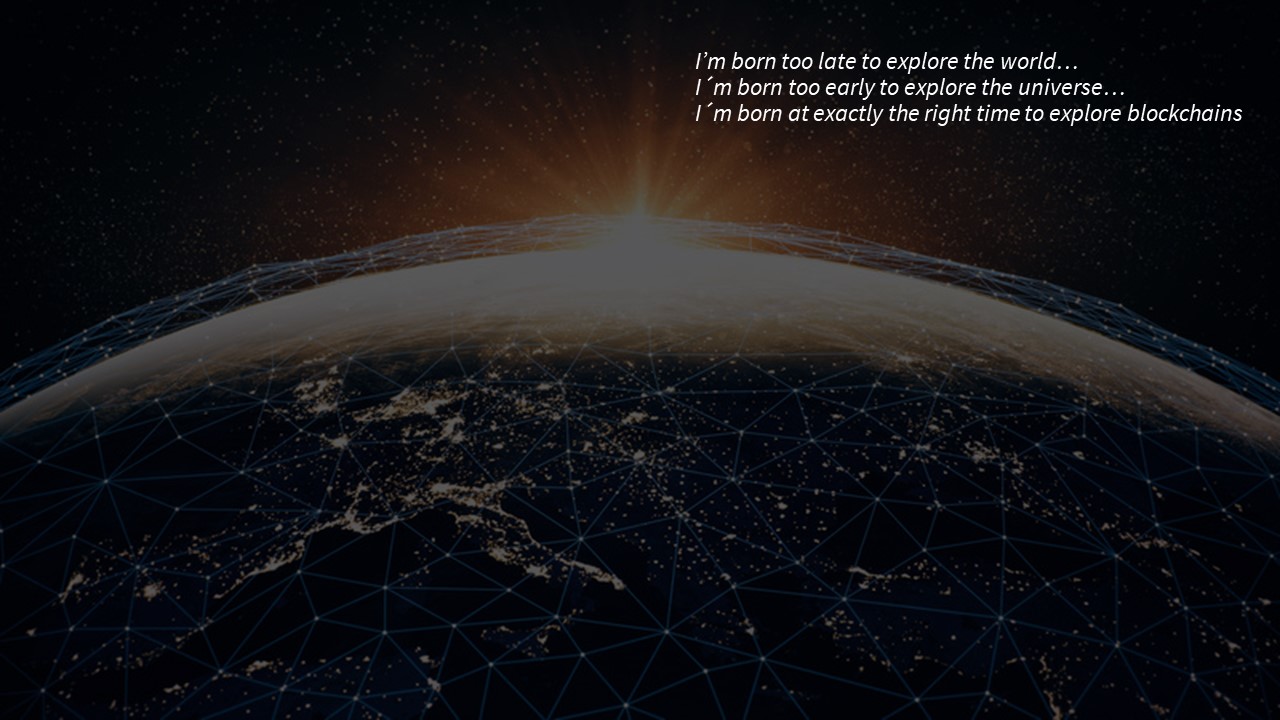 I’m born too late to explore the world…
I´m born too early to explore the universe…
I´m born at exactly the right time to explore blockchains